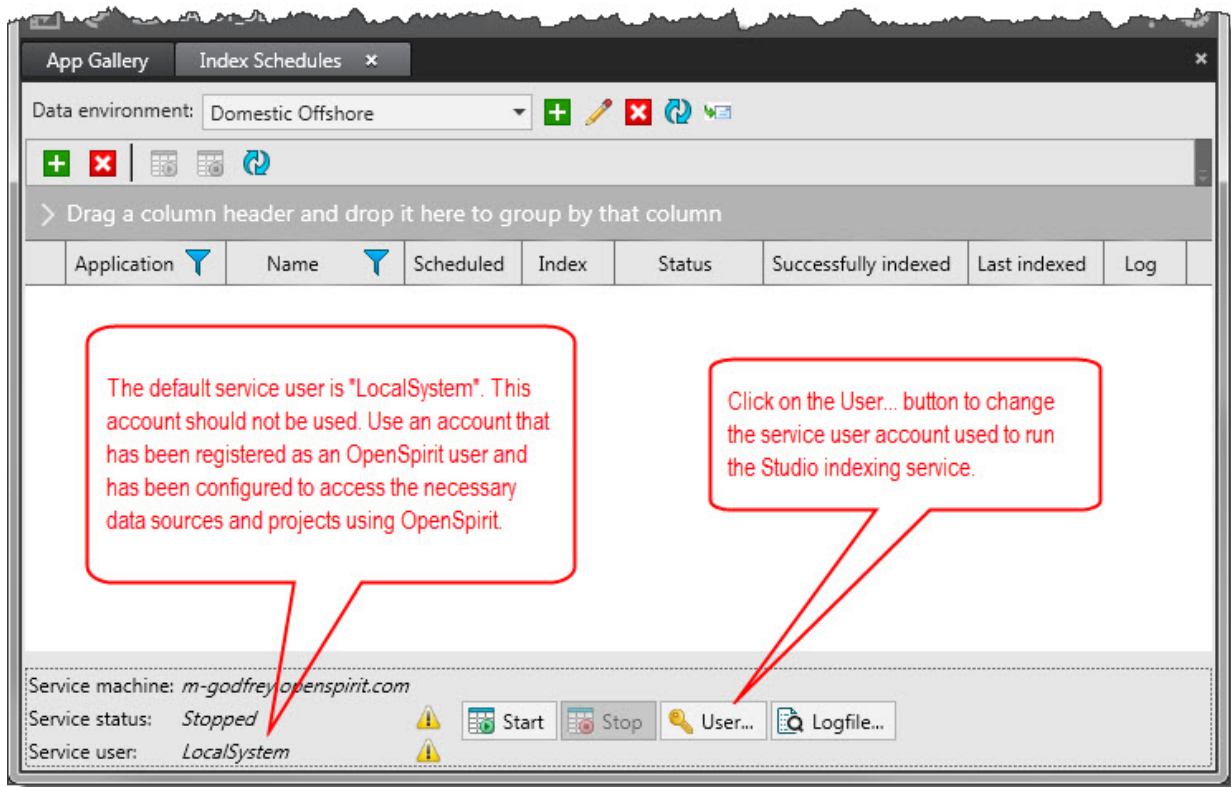 App Gallery
Index Schedules
Data environment: Domestic Offshore
Drag a column header and drop it here to group by that column
Application Name Scheduled Index Status Successfully indexed Last indexed Log
The default service user is "LocalSystem". This
account should not be used. Use an account that
has been registered as an OpenSpirit user and
has been configured to access the necessary
data sources and projects using OpenSpirit.
Click on the User... button to change
the service user account used to run
the Studio indexing service.
Service machine: m-godfrey.openspirit.com
Service status: Stopped
Start Stop User... Logfile...
Service user: LocalSystem